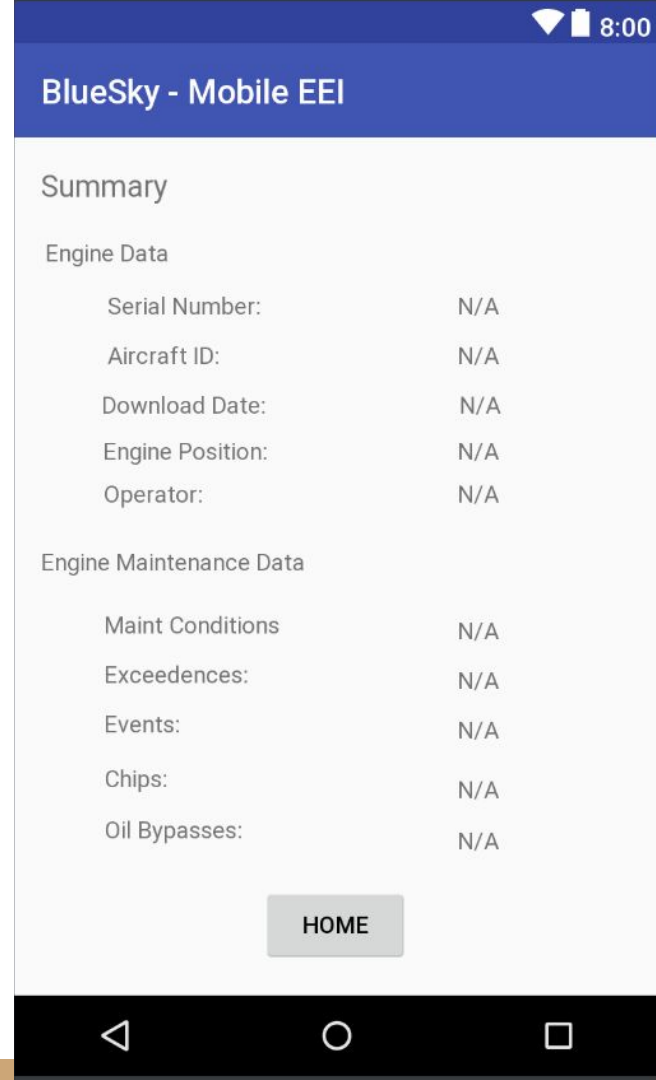 8:00
BlueSky - Mobile EEI
Summary
Engine Data
Serial Number: N/A
Aircraft ID: N/A
Download Date: N/A
Engine Position: N/A
Operator: N/A
Engine Maintenance Data
Maint Conditions N/A
Exceedences: N/A
Events: N/A
Chips: N/A
Oil Bypasses: N/A
HOME